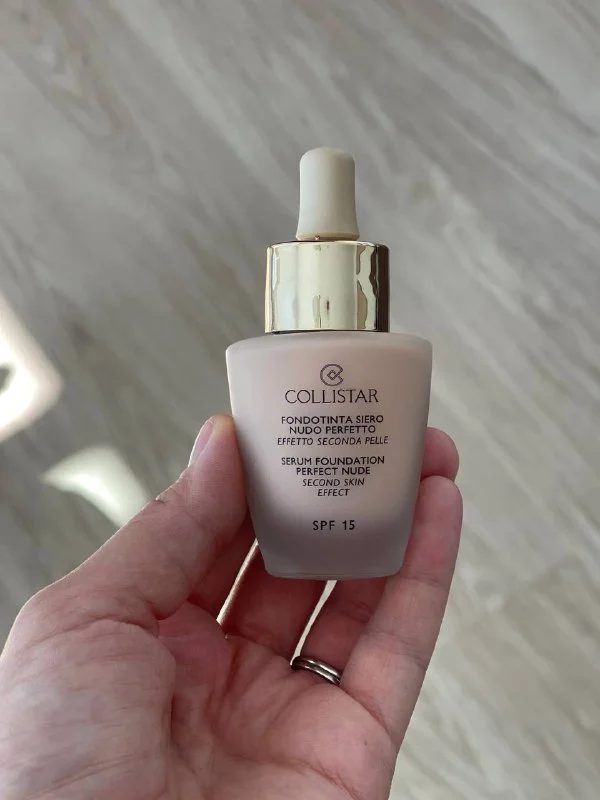 COLLISTAR
FONDOTINTA SIERO
NUDO PERFETTO
EFFETTO SECONDA PELLE
SERUM FOUNDATION
PERFECT NUDE
SECOND SKIN
EFFECT
SPF 15